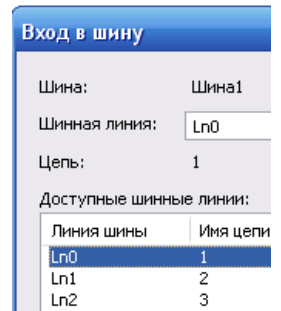 Вход в шину
Шина: Шина1
Шинная линия: Ln0
Цепь: 1
Доступные шинные линии:
Линия шины Имя цепи
Ln0 1
Ln1 2
Ln2 3